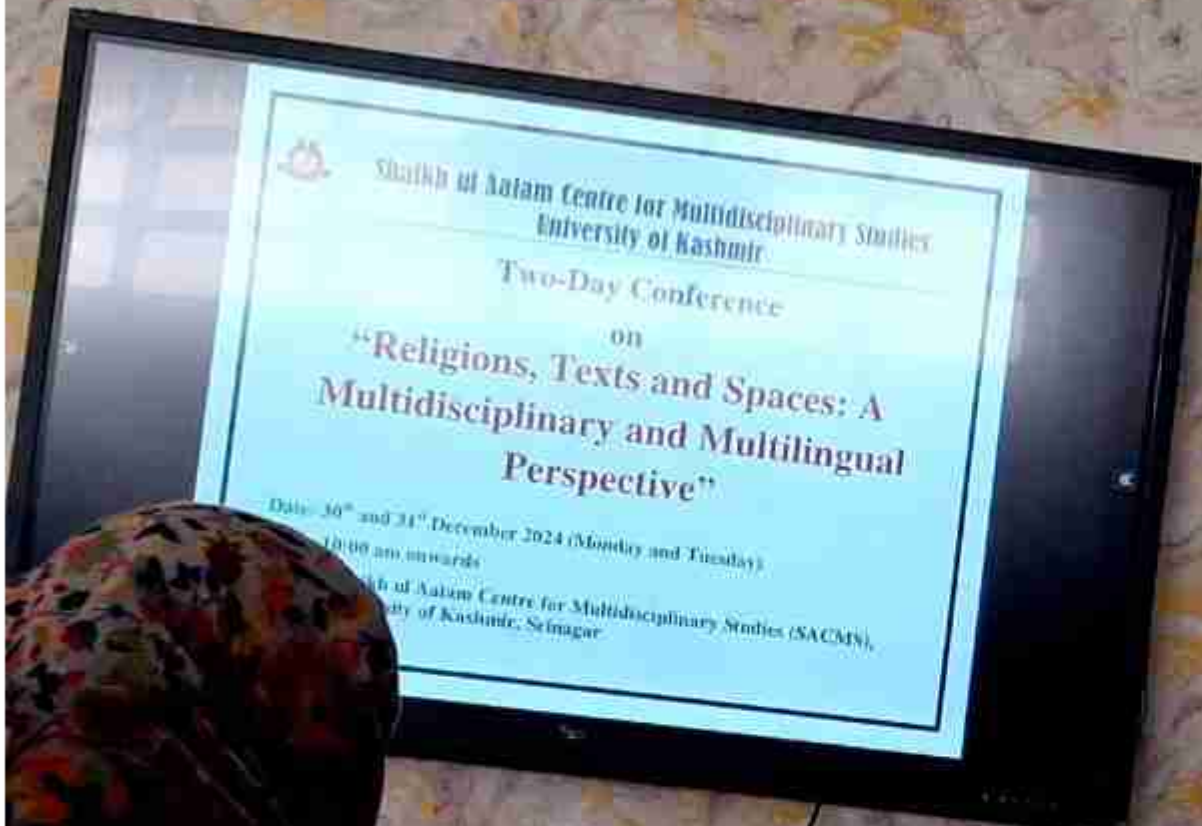 Shaikh ul Aalam Centre for Multidisciplinary Studies
University of Kashmir
Two-Day Conference
on
“Religions, Texts and Spaces: A
Multidisciplinary and Multilingual
Perspective”
Date: 30th and 31st December 2024 (Monday and Tuesday)
10:00 am onwards
kh ul Aalam Centre for Multidisciplinary Studies (SACMS),
ity of Kashmir, Srinagar